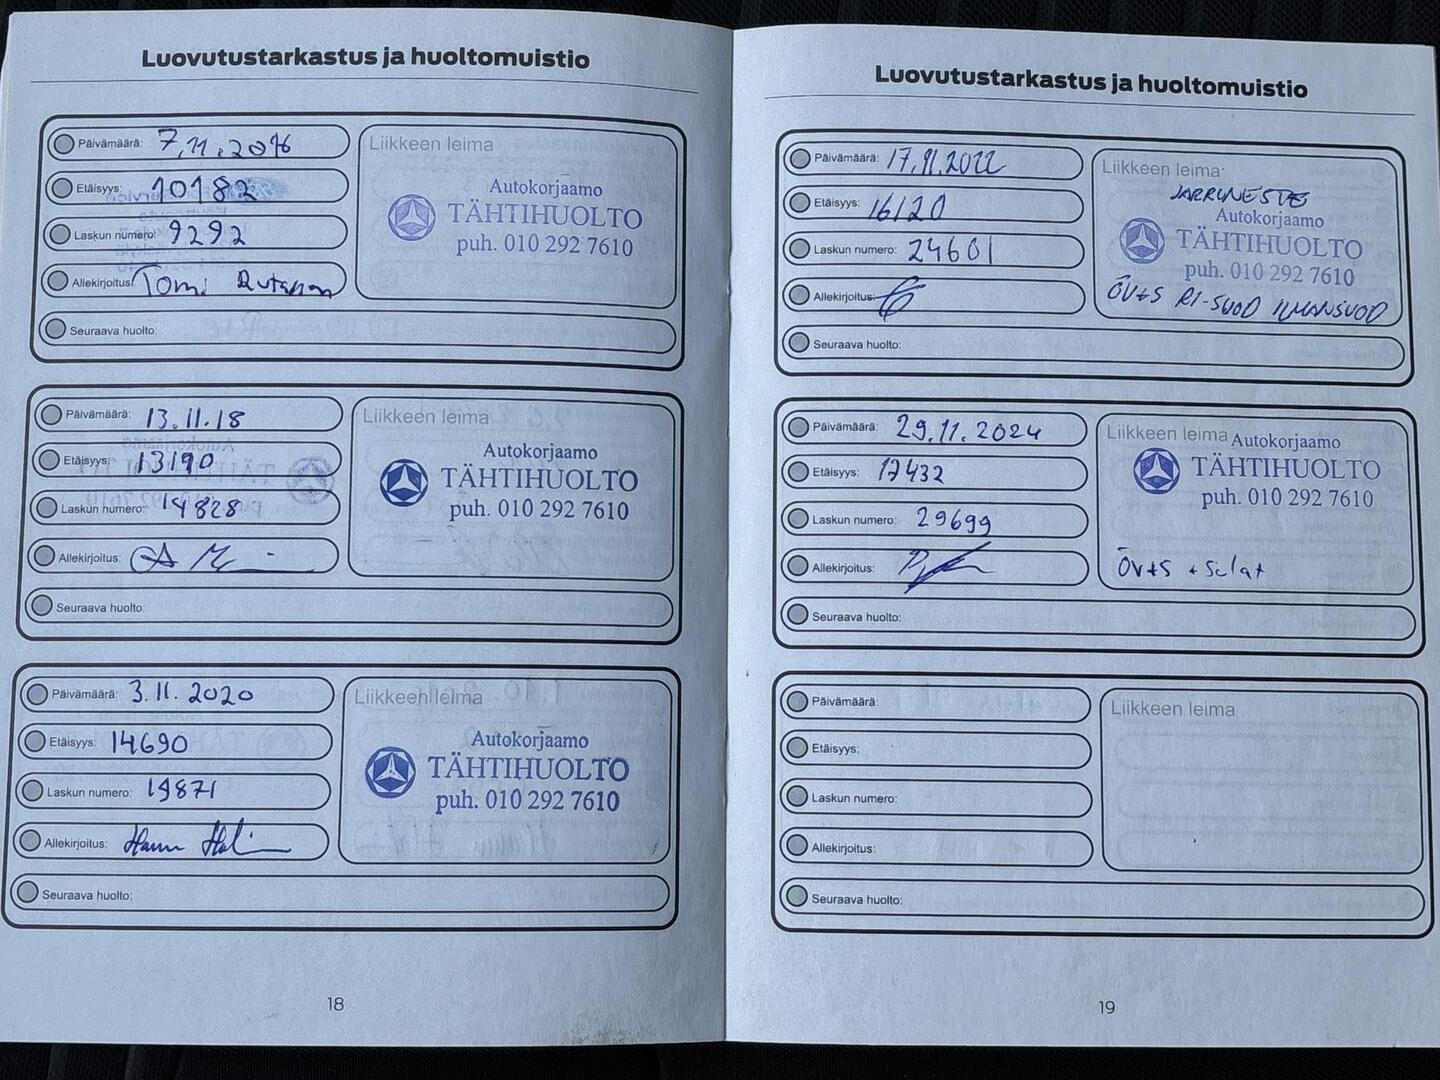 Luovutustarkastus ja huoltomuistio
Päivämäärä: 7.11.2016
Etäisyys: 10182
Laskun numero: 9292
Allekirjoitus: Tomi
Seuraava huolto:
Liikkeen leima
Autokorjaamo
TÄHTIHUOLTO
puh. 010 292 7610
Päivämäärä: 13.11.18
Etäisyys: 13190
Laskun numero: 14828
Allekirjoitus:
Seuraava huolto:
Liikkeen leima
Autokorjaamo
TÄHTIHUOLTO
puh. 010 292 7610
Päivämäärä: 3.11.2020
Etäisyys: 14690
Laskun numero: 19871
Allekirjoitus:
Seuraava huolto:
Liikkeen leima
Autokorjaamo
TÄHTIHUOLTO
puh. 010 292 7610
18
Luovutustarkastus ja huoltomuistio
Päivämäärä: 17.11.2022
Etäisyys: 16120
Laskun numero: 24601
Allekirjoitus:
Seuraava huolto:
Liikkeen leima
JARRUNESTE
Autokorjaamo
TÄHTIHUOLTO
puh. 010 292 7610
ÖV+S RI-SUOD ILMANSUOD
Päivämäärä: 29.11.2024
Etäisyys: 17432
Laskun numero: 29699
Allekirjoitus:
Seuraava huolto:
Liikkeen leima
Autokorjaamo
TÄHTIHUOLTO
puh. 010 292 7610
ÖV+S + Sulat
Päivämäärä:
Etäisyys:
Laskun numero:
Allekirjoitus:
Seuraava huolto:
Liikkeen leima
19